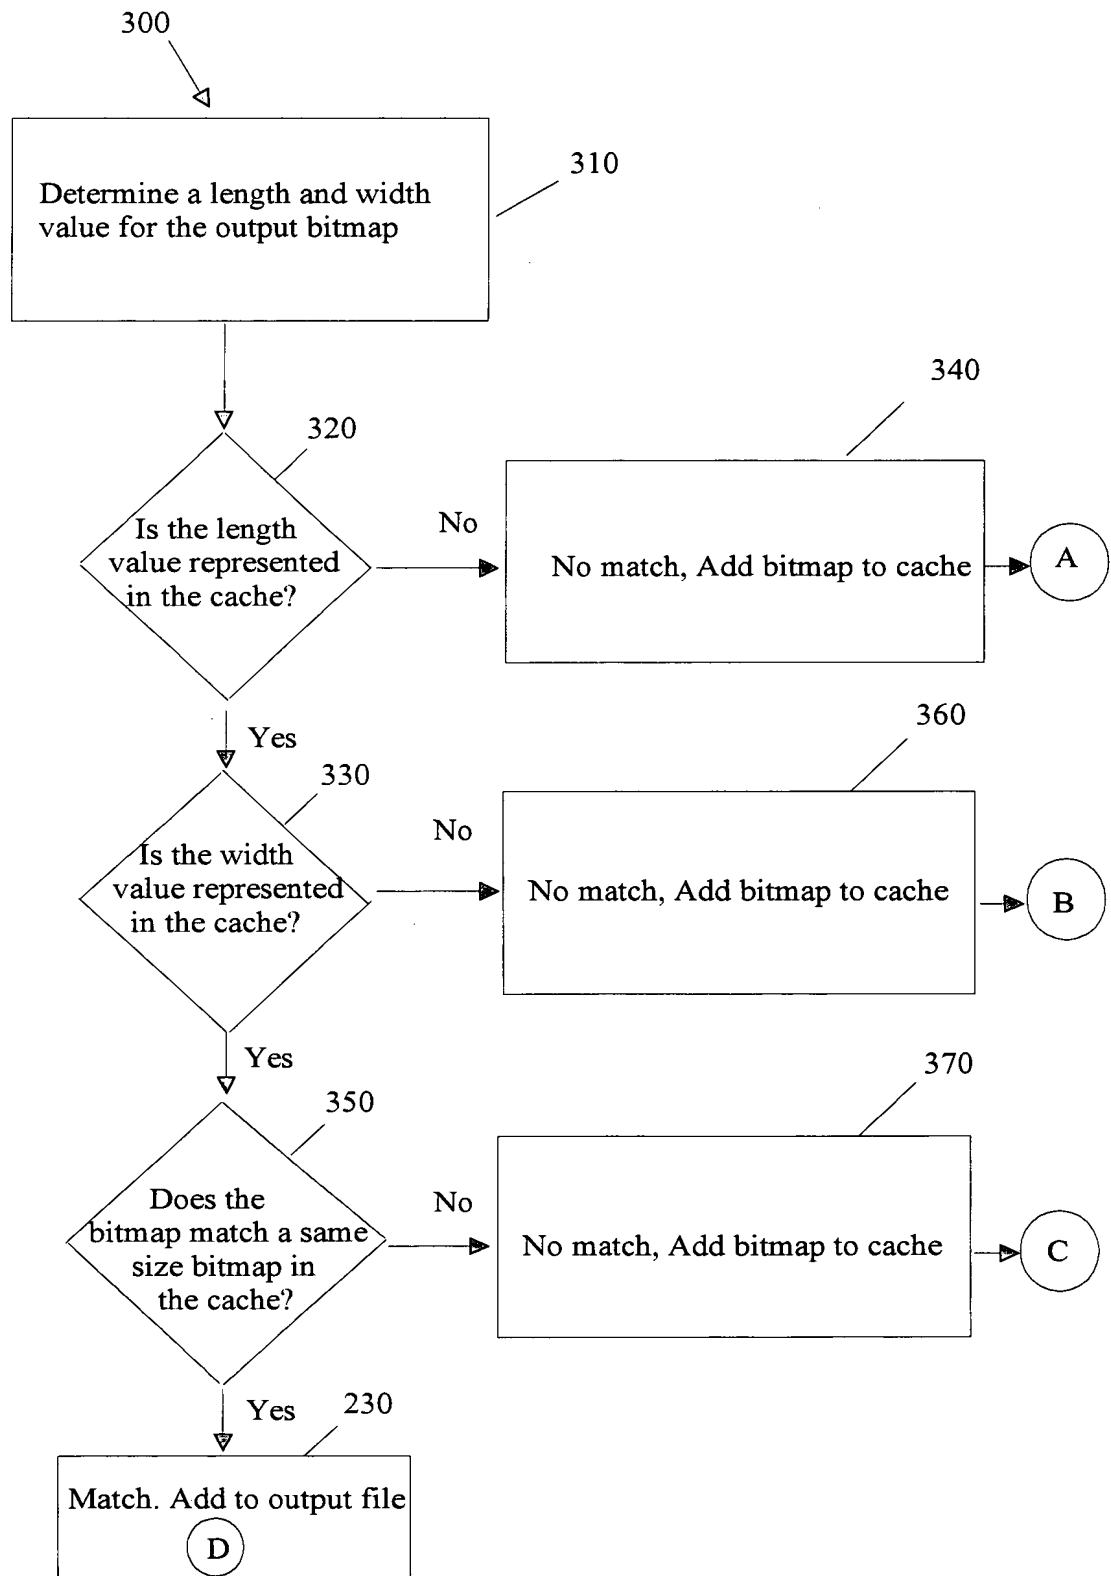 300
310
Determine a length and width
value for the output bitmap
340
320
Is the length
value represented
in the cache?
No
No match, Add bitmap to cache
A
Yes
360
330
Is the width
value represented
in the cache?
No
No match, Add bitmap to cache
B
Yes
370
350
Does the
bitmap match a same
size bitmap in
the cache?
No
No match, Add bitmap to cache
C
Yes
230
Match. Add to output file
D